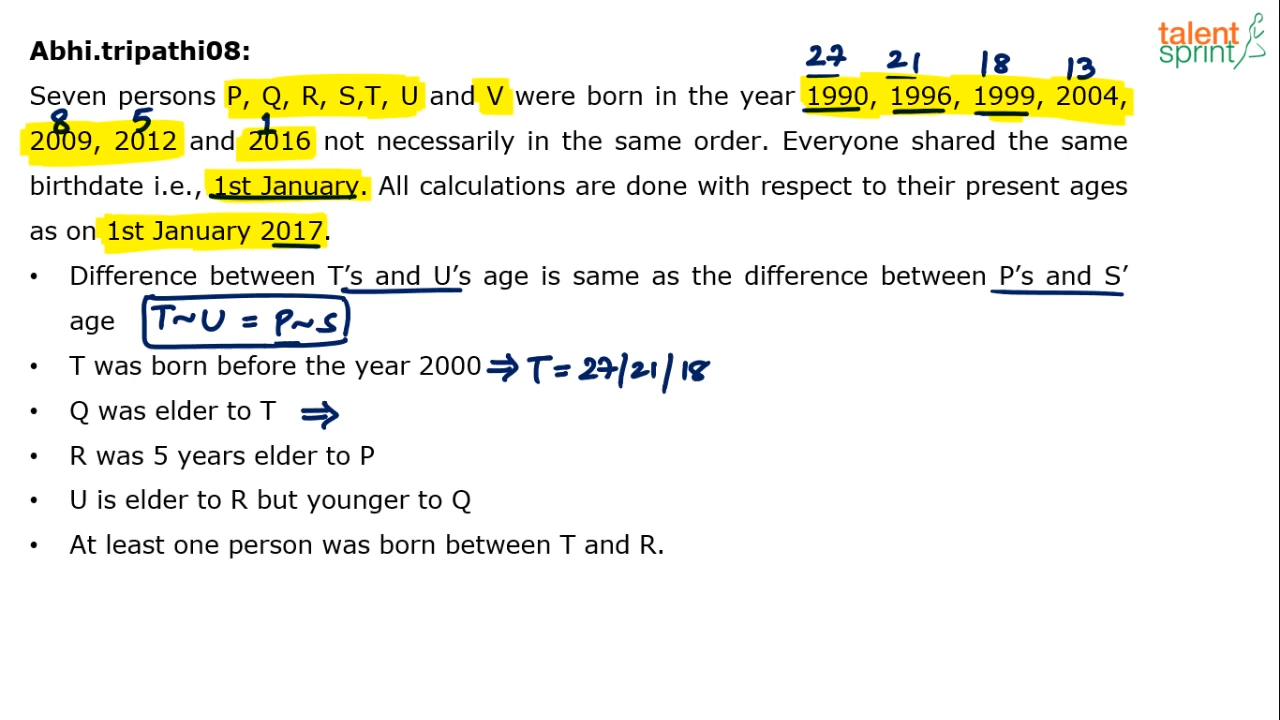 talent
sprint
Abhi.tripathi08:
27 21 18 13
Seven persons P, Q, R, S,T, U and V were born in the year 1990, 1996, 1999, 2004,
8 5 1
2009, 2012 and 2016 not necessarily in the same order. Everyone shared the same
birthdate i.e., 1st January. All calculations are done with respect to their present ages
as on 1st January 2017.
• Difference between T’s and U’s age is same as the difference between P’s and S’
age T~U = P~S
• T was born before the year 2000 ⇒ T = 27/21/18
• Q was elder to T ⇒
• R was 5 years elder to P
• U is elder to R but younger to Q
• At least one person was born between T and R.